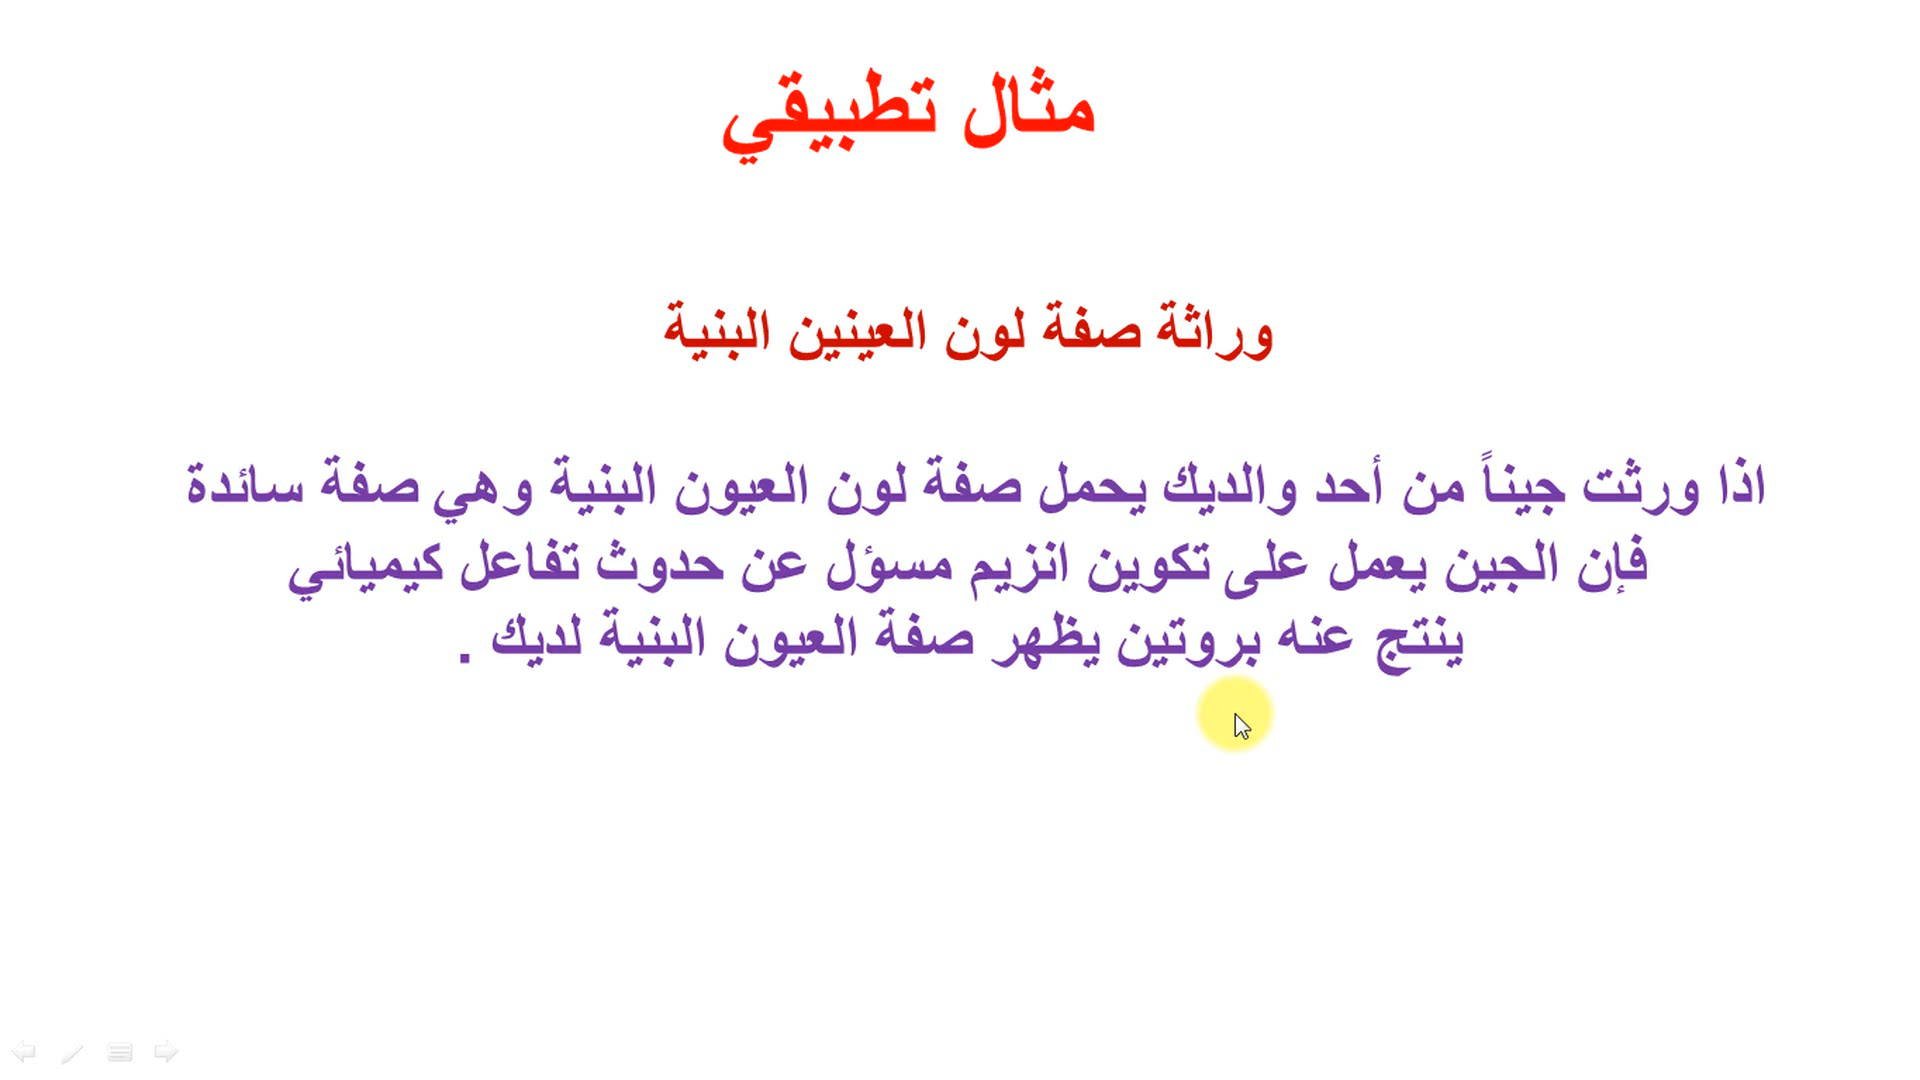 مثال تطبيقي
وراثة صفة لون العينين البنية
اذا ورثت جيناً من أحد والديك يحمل صفة لون العيون البنية وهي صفة سائدة
فإن الجين يعمل على تكوين انزيم مسؤل عن حدوث تفاعل كيميائي
ينتج عنه بروتين يظهر صفة العيون البنية لديك .